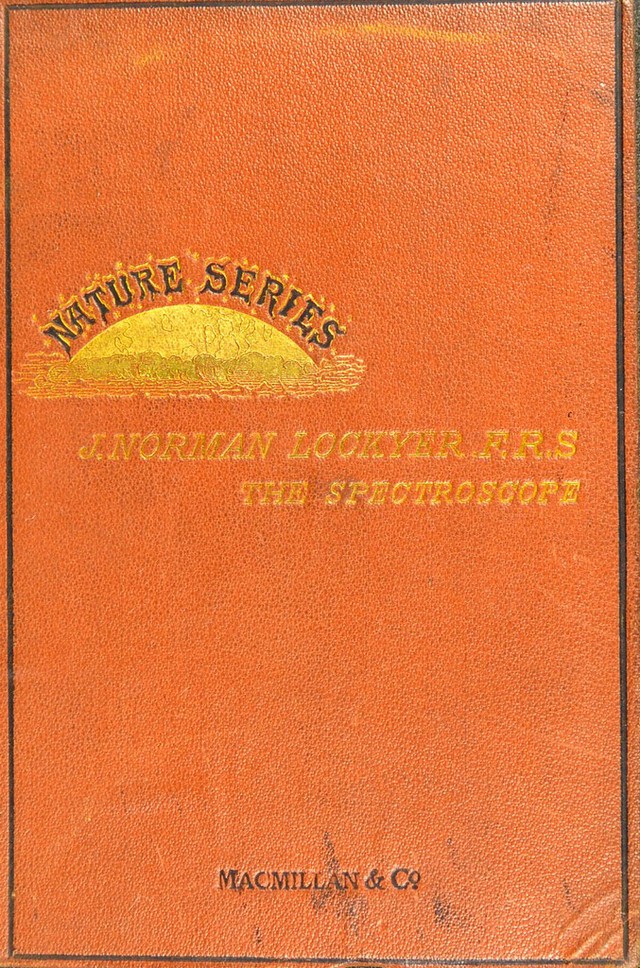 NATURE SERIES
J. NORMAN LOCKYER F.R.S
THE SPECTROSCOPE
MACMILLAN & Co.